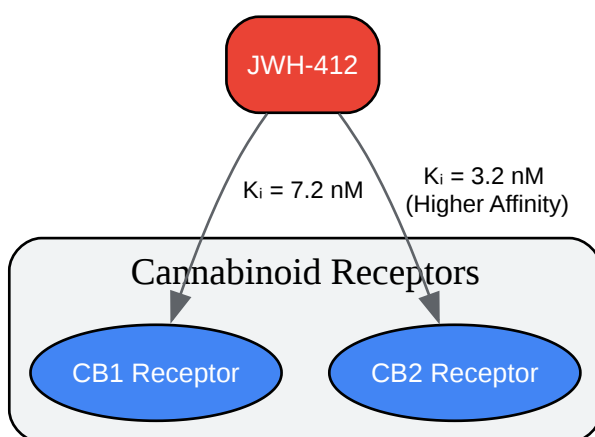 JWH-412
Kᵢ = 7.2 nM
Kᵢ = 3.2 nM
(Higher Affinity)
Cannabinoid Receptors
CB1 Receptor
CB2 Receptor